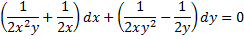 (1/(2x²y) + 1/(2x)) dx + (1/(2xy²) − 1/(2y)) dy = 0